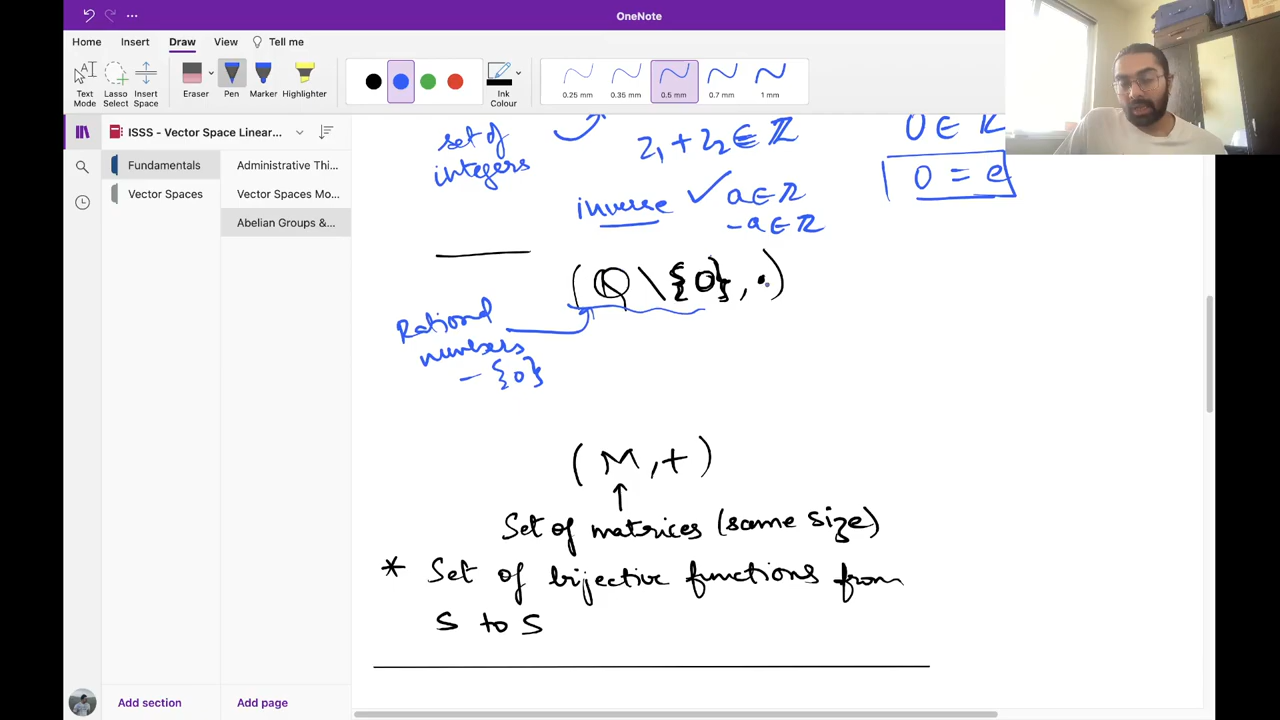 OneNote
Home Insert Draw View Tell me
Text Mode Lasso Select Insert Space Eraser Pen Marker Highlighter Ink Colour 0.25 mm 0.35 mm 0.5 mm 0.7 mm 1 mm
ISSS - Vector Space Linear...
Fundamentals
Vector Spaces
Administrative Thi...
Vector Spaces Mo...
Abelian Groups &...
set of
integers
z₁ + z₂ ∈ ℤ
0 ∈ ℤ
0 = e
inverse ✓ a ∈ ℤ
-a ∈ ℤ
(ℚ \ {0}, ·)
Rational
numbers
- {0}
(M, +)
↑
Set of matrices (same size)
* Set of bijective functions from
S to S
Add section Add page